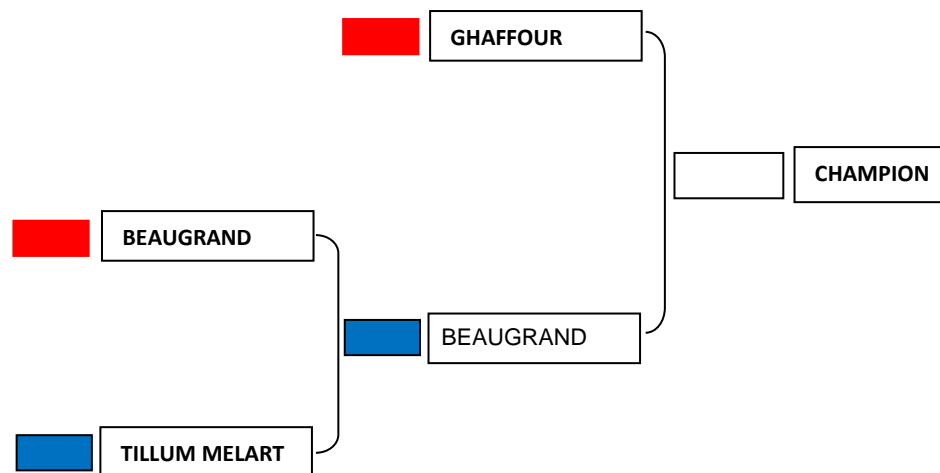 GHAFFOUR
CHAMPION
BEAUGRAND
BEAUGRAND
TILLUM MELART